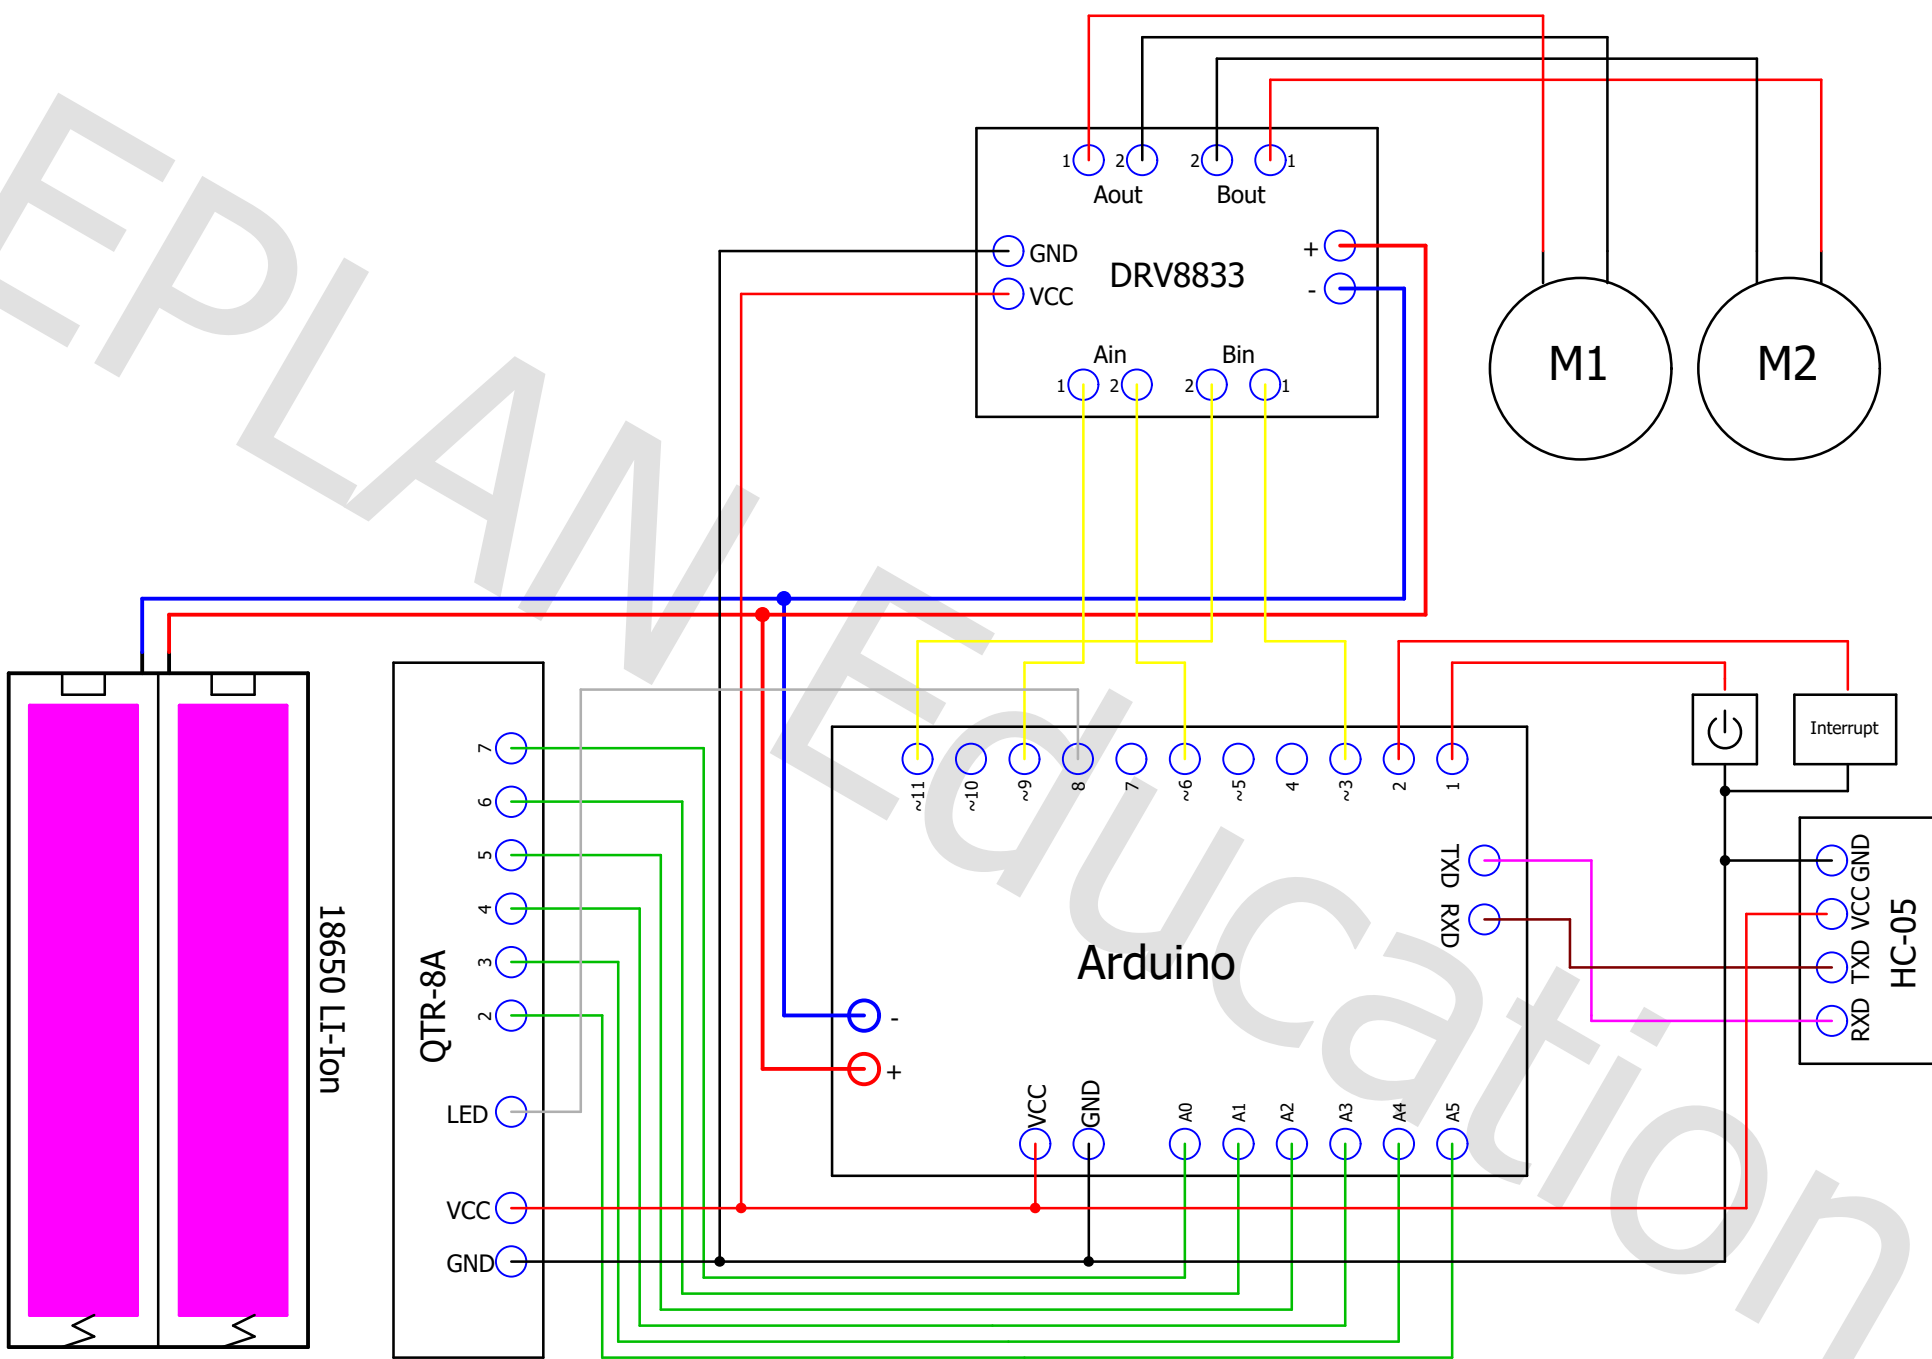 EPLAN Education
1 2 2 1
Aout Bout
GND
VCC
DRV8833
+
-
Ain Bin
1 2 2 1
M1
M2
18650 LI-Ion
QTR-8A
7
6
5
4
3
2
LED
VCC
GND
~11 ~10 ~9 8 7 ~6 ~5 4 ~3 2 1
TXD
RXD
Arduino
-
+
VCC GND A0 A1 A2 A3 A4 A5
Interrupt
GND
VCC
TXD
RXD
HC-05